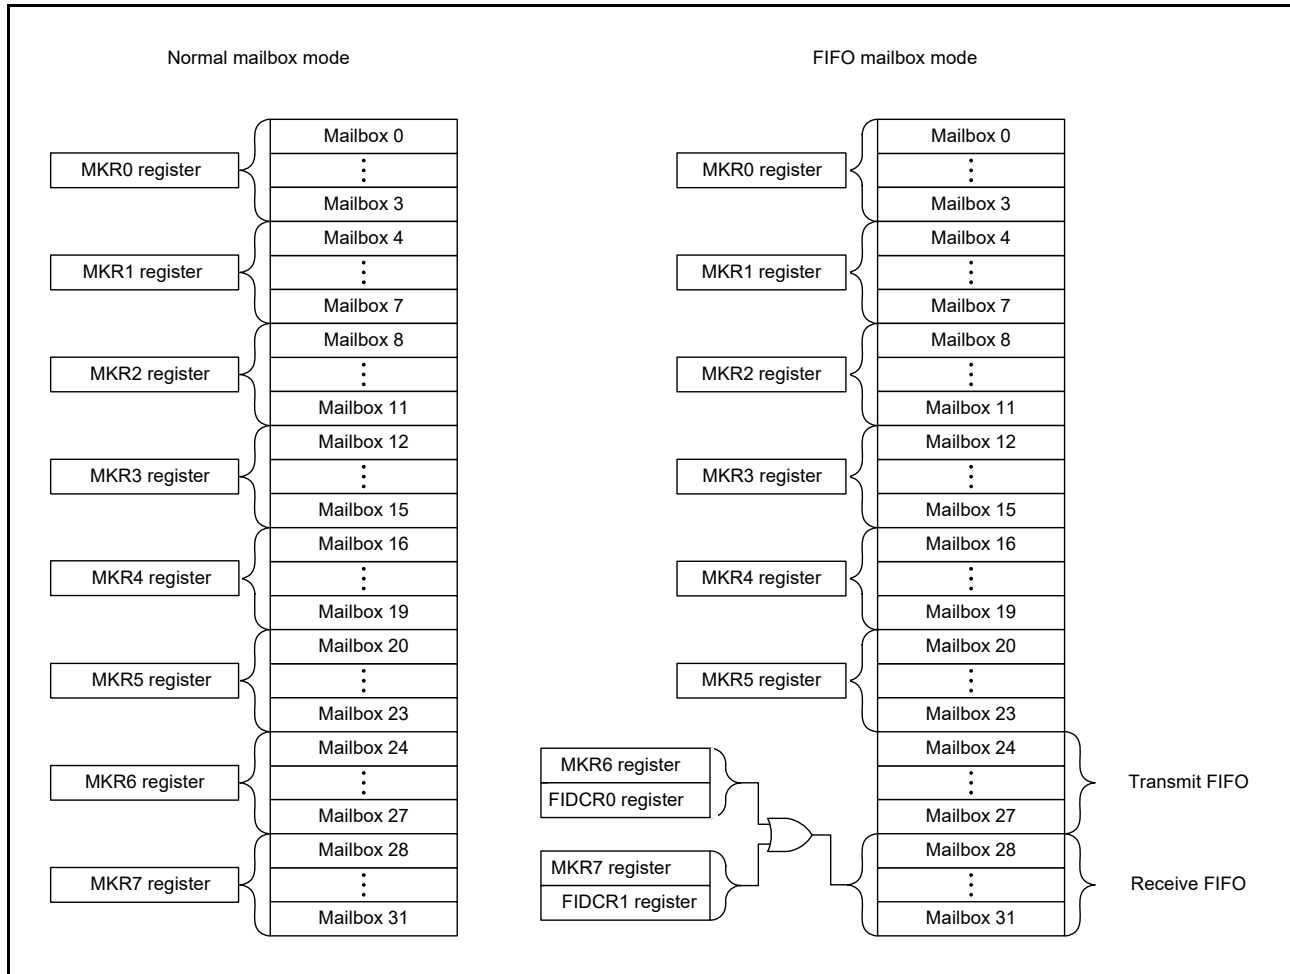 Normal mailbox mode
MKR0 register
Mailbox 0
Mailbox 3
MKR1 register
Mailbox 4
Mailbox 7
MKR2 register
Mailbox 8
Mailbox 11
MKR3 register
Mailbox 12
Mailbox 15
MKR4 register
Mailbox 16
Mailbox 19
MKR5 register
Mailbox 20
Mailbox 23
MKR6 register
Mailbox 24
Mailbox 27
MKR7 register
Mailbox 28
Mailbox 31
FIFO mailbox mode
MKR0 register
Mailbox 0
Mailbox 3
MKR1 register
Mailbox 4
Mailbox 7
MKR2 register
Mailbox 8
Mailbox 11
MKR3 register
Mailbox 12
Mailbox 15
MKR4 register
Mailbox 16
Mailbox 19
MKR5 register
Mailbox 20
Mailbox 23
MKR6 register
FIDCR0 register
Mailbox 24
Mailbox 27
Transmit FIFO
MKR7 register
FIDCR1 register
Mailbox 28
Mailbox 31
Receive FIFO